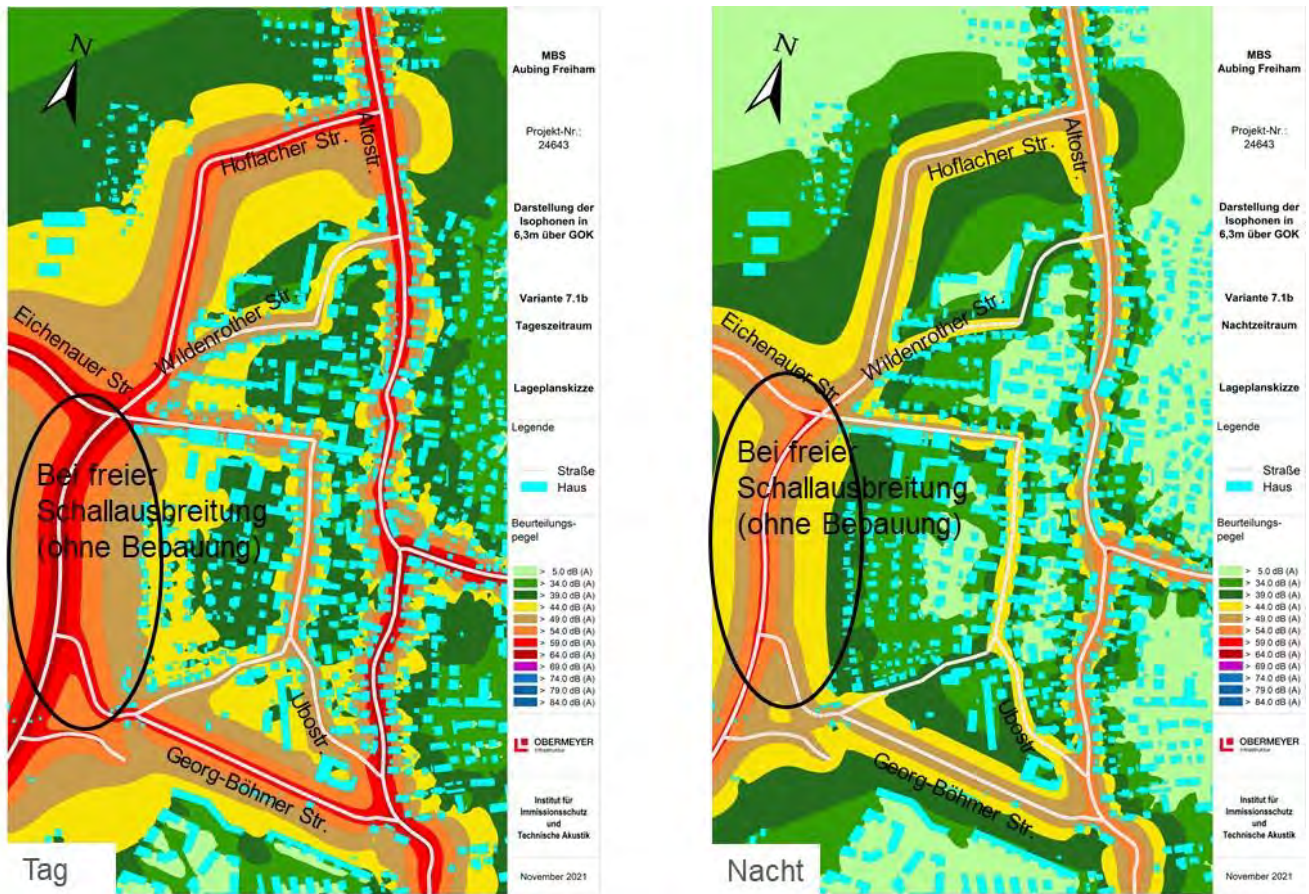 N
Hoflacher Str.
Altostr.
Wildenrother Str.
Eichenauer Str.
Bei freier
Schallausbreitung
(ohne Bebauung)
Ubostr.
Georg-Böhmer Str.
Tag
MBS
Aubing Freiham
Projekt-Nr.:
24643
Darstellung der
Isophonen in
6,3m über GOK
Variante 7.1b
Tageszeitraum
Lageplanskizze
Legende
Straße
Haus
Beurteilungs-
pegel
> 5.0 dB (A)
> 34.0 dB (A)
> 39.0 dB (A)
> 44.0 dB (A)
> 49.0 dB (A)
> 54.0 dB (A)
> 59.0 dB (A)
> 64.0 dB (A)
> 69.0 dB (A)
> 74.0 dB (A)
> 79.0 dB (A)
> 84.0 dB (A)
OBERMEYER
Infrastruktur
Institut für
Immissionsschutz
und
Technische Akustik
November 2021
N
Hoflacher Str.
Altostr.
Wildenrother Str.
Eichenauer Str.
Bei freier
Schallausbreitung
(ohne Bebauung)
Ubostr.
Georg-Böhmer Str.
Nacht
MBS
Aubing Freiham
Projekt-Nr.:
24643
Darstellung der
Isophonen in
6,3m über GOK
Variante 7.1b
Nachtzeitraum
Lageplanskizze
Legende
Straße
Haus
Beurteilungs-
pegel
> 5.0 dB (A)
> 34.0 dB (A)
> 39.0 dB (A)
> 44.0 dB (A)
> 49.0 dB (A)
> 54.0 dB (A)
> 59.0 dB (A)
> 64.0 dB (A)
> 69.0 dB (A)
> 74.0 dB (A)
> 79.0 dB (A)
> 84.0 dB (A)
OBERMEYER
Infrastruktur
Institut für
Immissionsschutz
und
Technische Akustik
November 2021